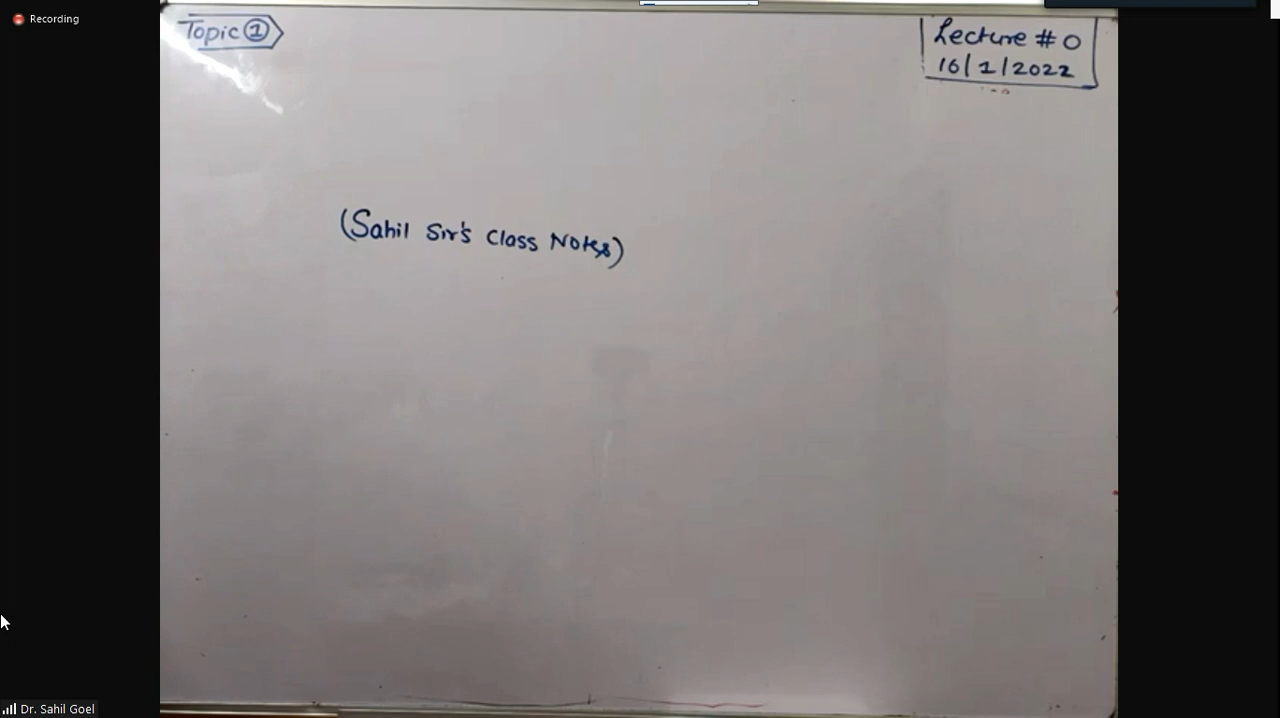 Recording
Topic 1
Lecture # 0
16/1/2022
(Sahil Sir's Class Notes)
Dr. Sahil Goel